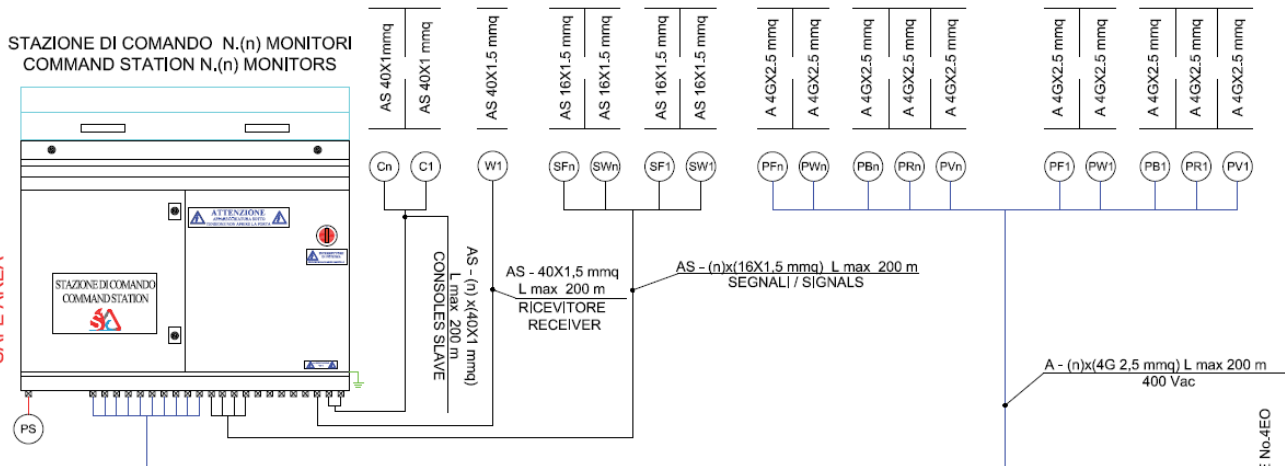 STAZIONE DI COMANDO N.(n) MONITORI
COMMAND STATION N.(n) MONITORS
AS 40X1mmq
AS 40X1 mmq
AS 40X1.5 mmq
AS 16X1.5 mmq
AS 16X1.5 mmq
AS 16X1.5 mmq
AS 16X1.5 mmq
A 4GX2.5 mmq
A 4GX2.5 mmq
A 4GX2.5 mmq
A 4GX2.5 mmq
A 4GX2.5 mmq
A 4GX2.5 mmq
A 4GX2.5 mmq
A 4GX2.5 mmq
A 4GX2.5 mmq
A 4GX2.5 mmq
Cn
C1
W1
SFn
SWn
SF1
SW1
PFn
PWn
PBn
PRn
PVn
PF1
PW1
PB1
PR1
PV1
ATTENZIONE
STAZIONE DI COMANDO
COMMAND STATION
SAFE AREA
AS - (n) x(40X1 mmq)
L max 200 m
CONSOLES SLAVE
AS - 40X1,5 mmq
L max 200 m
RICEVITORE
RECEIVER
AS - (n)x(16X1,5 mmq) L max 200 m
SEGNALI / SIGNALS
A - (n)x(4G 2,5 mmq) L max 200 m
400 Vac
PS
No.4EO